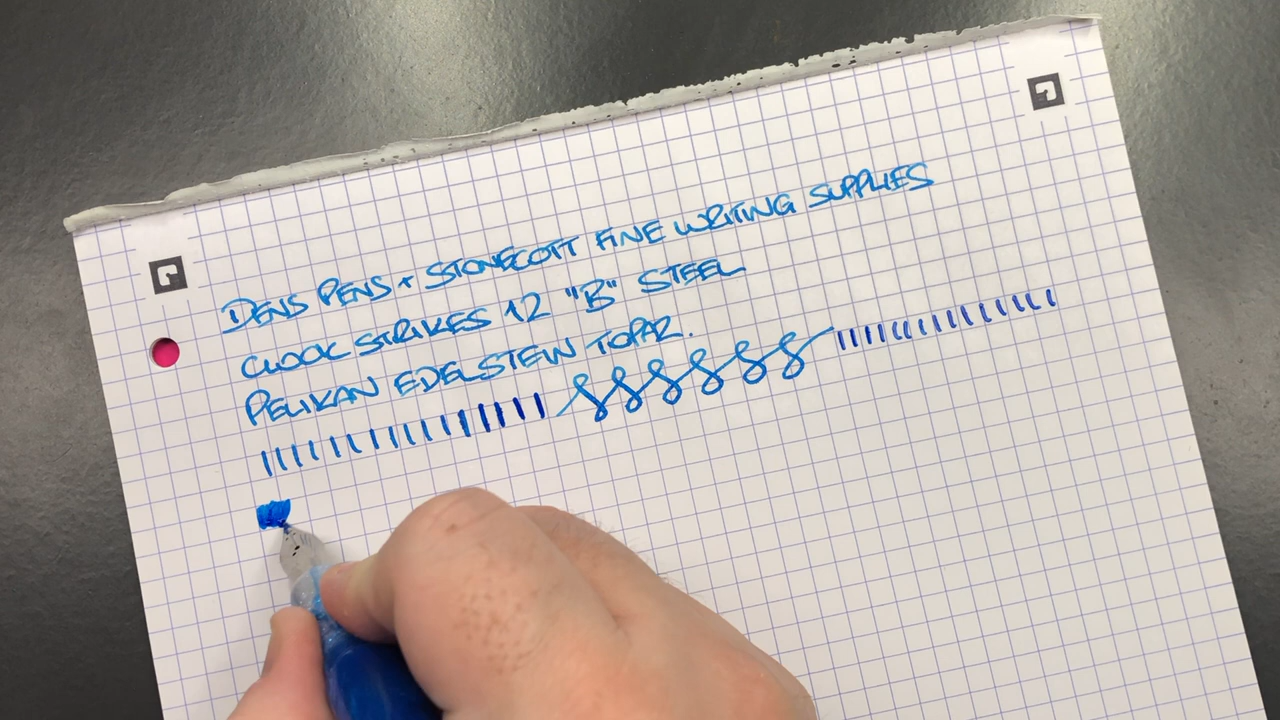 DENS PENS + STONECOTT FINE WRITING SUPPLIES
CLOCK STRIKES 12 "B" STEEL
PELIKAN EDELSTEIN TOPAZ.